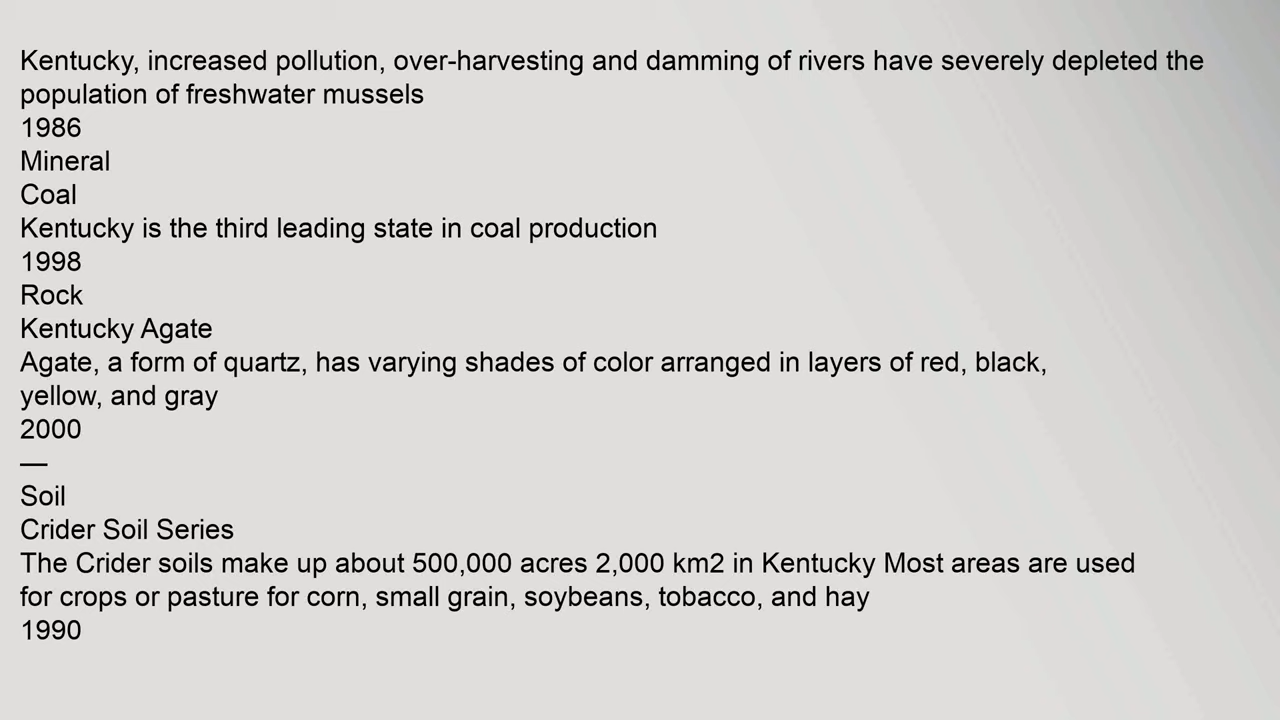 Kentucky, increased pollution, over-harvesting and damming of rivers have severely depleted the
population of freshwater mussels
1986
Mineral
Coal
Kentucky is the third leading state in coal production
1998
Rock
Kentucky Agate
Agate, a form of quartz, has varying shades of color arranged in layers of red, black,
yellow, and gray
2000
—
Soil
Crider Soil Series
The Crider soils make up about 500,000 acres 2,000 km2 in Kentucky Most areas are used
for crops or pasture for corn, small grain, soybeans, tobacco, and hay
1990